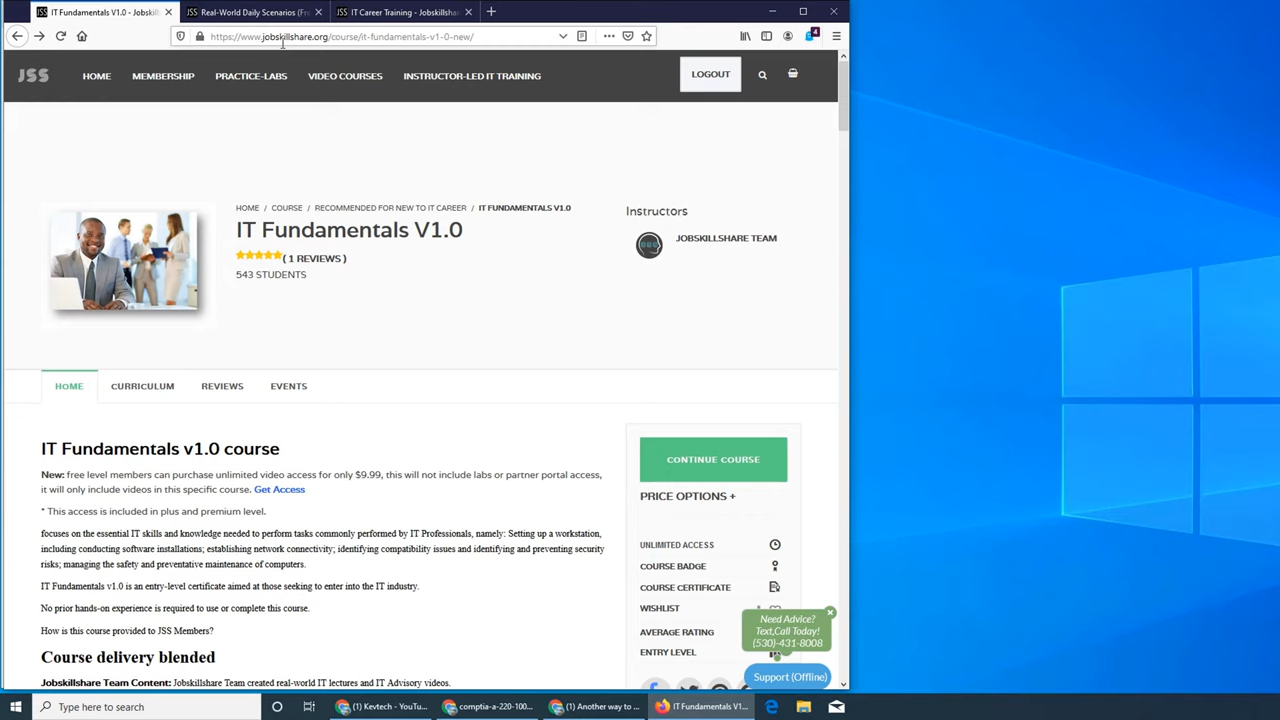 IT Fundamentals V1.0 - Jobskills
Real-World Daily Scenarios (Fre
IT Career Training - Jobskillshar
https://www.jobskillshare.org/course/it-fundamentals-v1-0-new/
4
JSS
HOME
MEMBERSHIP
PRACTICE-LABS
VIDEO COURSES
INSTRUCTOR-LED IT TRAINING
LOGOUT
HOME / COURSE / RECOMMENDED FOR NEW TO IT CAREER / IT FUNDAMENTALS V1.0
IT Fundamentals V1.0
( 1 REVIEWS )
543 STUDENTS
Instructors
JOBSKILLSHARE TEAM
HOME
CURRICULUM
REVIEWS
EVENTS
IT Fundamentals v1.0 course
New: free level members can purchase unlimited video access for only $9.99, this will not include labs or partner portal access,
it will only include videos in this specific course. Get Access
* This access is included in plus and premium level.
focuses on the essential IT skills and knowledge needed to perform tasks commonly performed by IT Professionals, namely: Setting up a workstation,
including conducting software installations; establishing network connectivity; identifying compatibility issues and identifying and preventing security
risks; managing the safety and preventative maintenance of computers.
IT Fundamentals v1.0 is an entry-level certificate aimed at those seeking to enter into the IT industry.
No prior hands-on experience is required to use or complete this course.
How is this course provided to JSS Members?
Course delivery blended
Jobskillshare Team Content: Jobskillshare Team created real-world IT lectures and IT Advisory videos.
CONTINUE COURSE
PRICE OPTIONS +
UNLIMITED ACCESS
COURSE BADGE
COURSE CERTIFICATE
WISHLIST
AVERAGE RATING
ENTRY LEVEL
Need Advice?
Text,Call Today!
(530)-431-8008
Support (Offline)
Type here to search
(1) Kevtech - YouTu...
comptia-a-220-100...
(1) Another way to ...
IT Fundamentals V1...